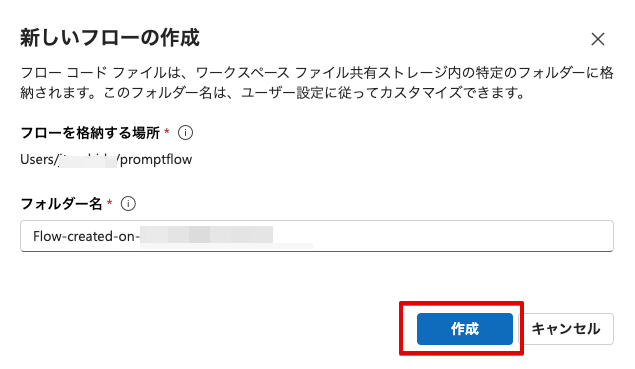 新しいフローの作成
フロー コード ファイルは、ワークスペース ファイル共有ストレージ内の特定のフォルダーに格
納されます。このフォルダー名は、ユーザー設定に従ってカスタマイズできます。
フローを格納する場所 *
Users/ /promptflow
フォルダー名 *
Flow-created-on-
作成 キャンセル